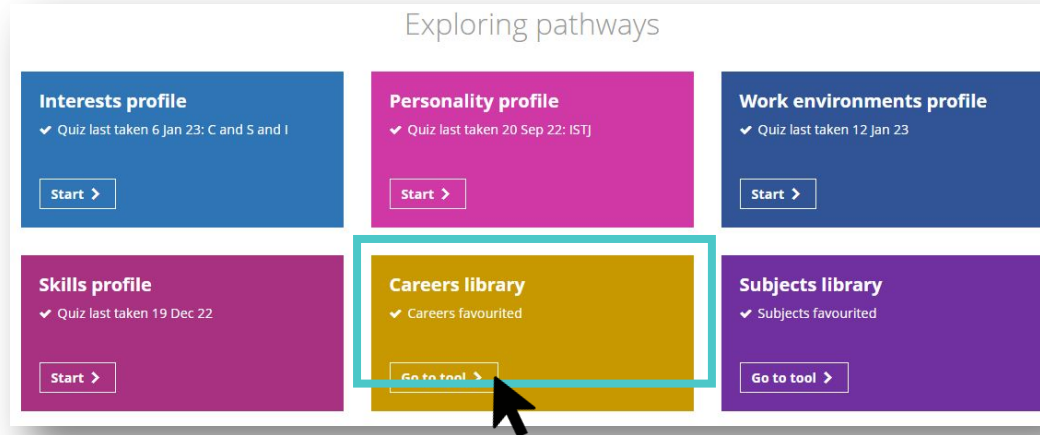 Exploring pathways
Interests profile
Quiz last taken 6 Jan 23: C and S and I
Start
Personality profile
Quiz last taken 20 Sep 22: ISTJ
Start
Work environments profile
Quiz last taken 12 Jan 23
Start
Skills profile
Quiz last taken 19 Dec 22
Start
Careers library
Careers favourited
Go to tool
Subjects library
Subjects favourited
Go to tool